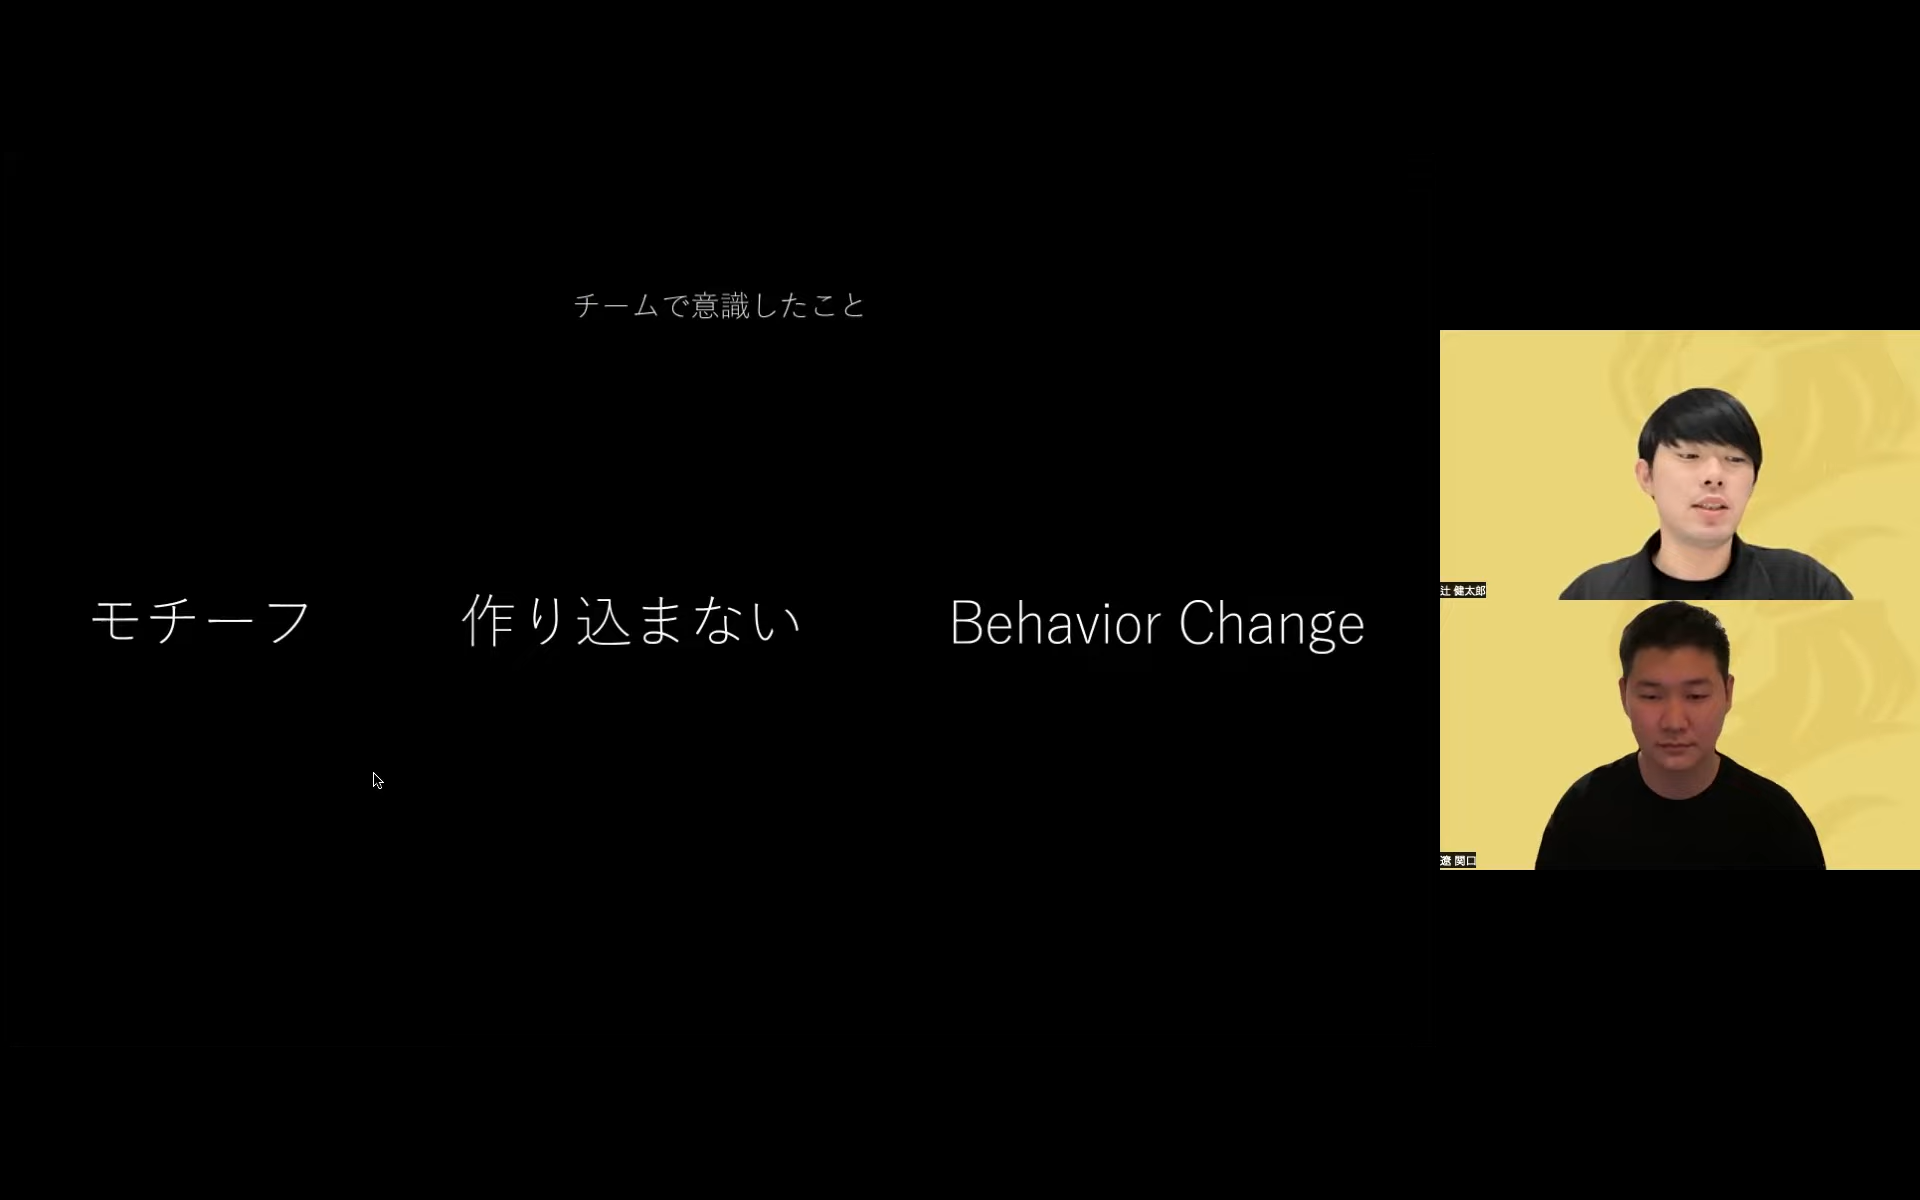 チームで意識したこと
モチーフ 作り込まない Behavior Change
辻 健太郎
遼 関口